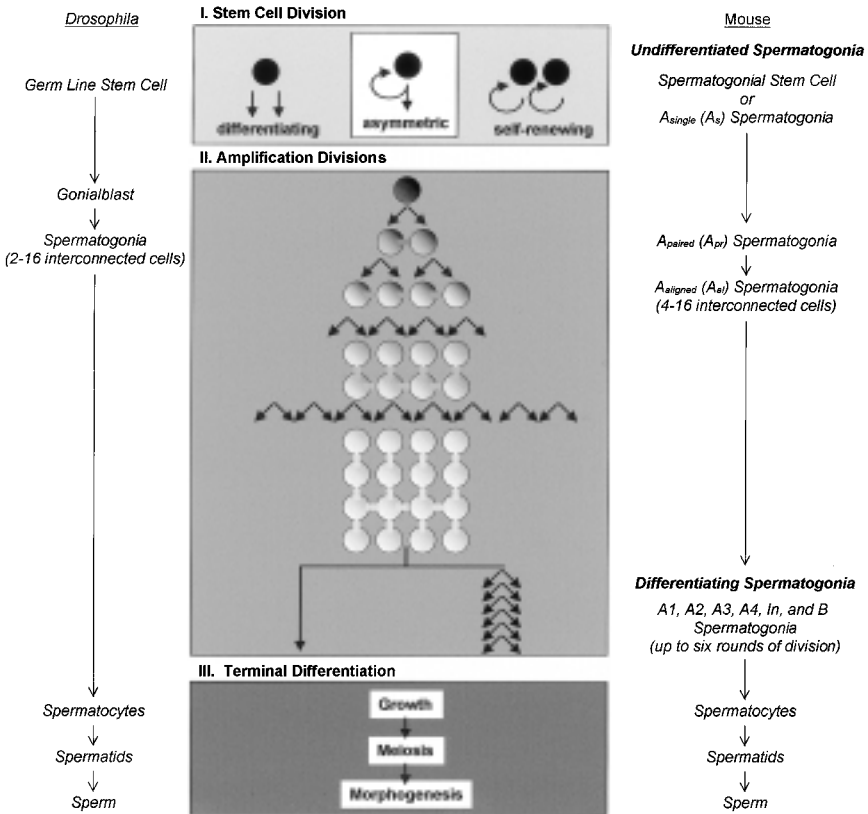 Drosophila
Germ Line Stem Cell
Gonialblast
Spermatogonia
(2-16 interconnected cells)
Spermatocytes
Spermatids
Sperm
I. Stem Cell Division
differentiating
asymmetric
self-renewing
II. Amplification Divisions
III. Terminal Differentiation
Growth
Meiosis
Morphogenesis
Mouse
Undifferentiated Spermatogonia
Spermatogonial Stem Cell
or
Asingle (As) Spermatogonia
Apaired (Apr) Spermatogonia
Aaligned (Aal) Spermatogonia
(4-16 interconnected cells)
Differentiating Spermatogonia
A1, A2, A3, A4, In, and B
Spermatogonia
(up to six rounds of division)
Spermatocytes
Spermatids
Sperm